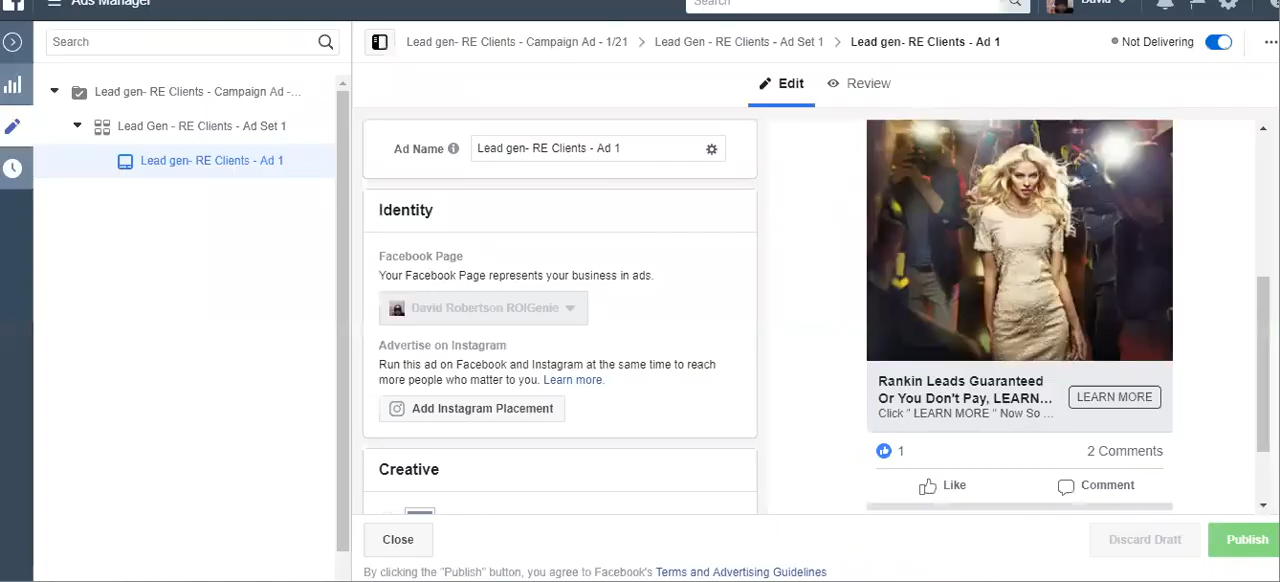 Ads Manager
Search
David
Search
Lead gen- RE Clients - Campaign Ad - 1/21 > Lead Gen - RE Clients - Ad Set 1 > Lead gen- RE Clients - Ad 1
Not Delivering
Lead gen- RE Clients - Campaign Ad -...
Lead Gen - RE Clients - Ad Set 1
Lead gen- RE Clients - Ad 1
Edit
Review
Ad Name
Lead gen- RE Clients - Ad 1
Identity
Facebook Page
Your Facebook Page represents your business in ads.
David Robertson ROIGenie
Advertise on Instagram
Run this ad on Facebook and Instagram at the same time to reach
more people who matter to you. Learn more.
Add Instagram Placement
Creative
Rankin Leads Guaranteed
Or You Don't Pay, LEARN...
Click " LEARN MORE " Now So ...
LEARN MORE
1
2 Comments
Like
Comment
Close
Discard Draft
Publish
By clicking the "Publish" button, you agree to Facebook's Terms and Advertising Guidelines